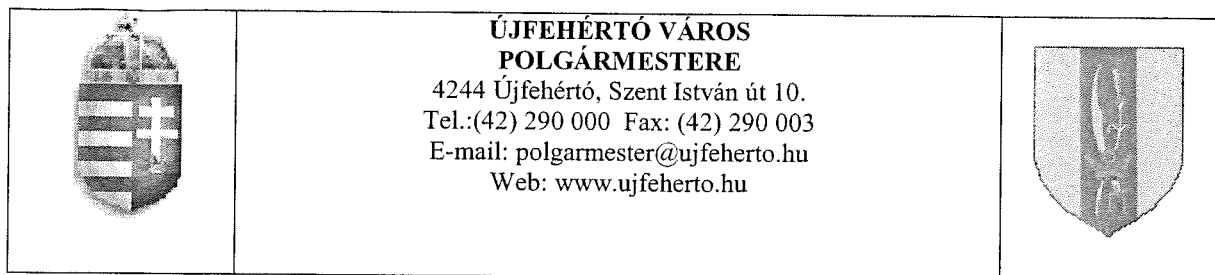 ÚJFEHÉRTÓ VÁROS
POLGÁRMESTERE
4244 Újfehértó, Szent István út 10.
Tel.:(42) 290 000 Fax: (42) 290 003
E-mail: polgarmester@ujfeherto.hu
Web: www.ujfeherto.hu